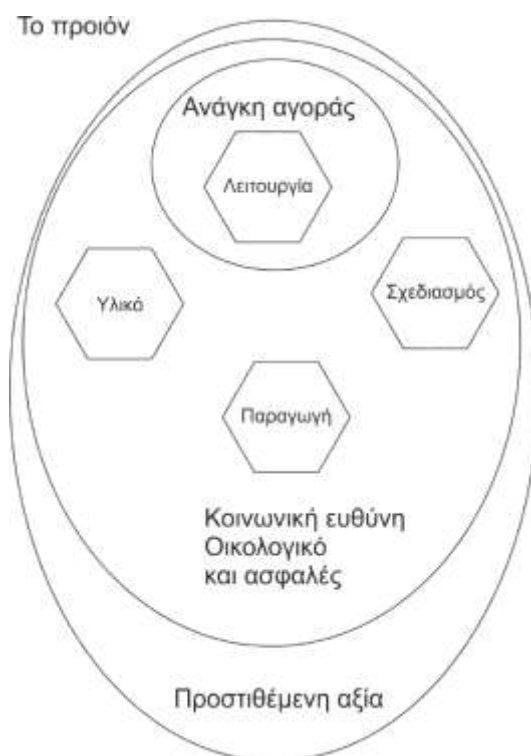 Το προιόν
Ανάγκη αγοράς
Λειτουργία
Υλικό
Σχεδιασμός
Παραγωγή
Κοινωνική ευθύνη
Οικολογικό
και ασφαλές
Προστιθέμενη αξία